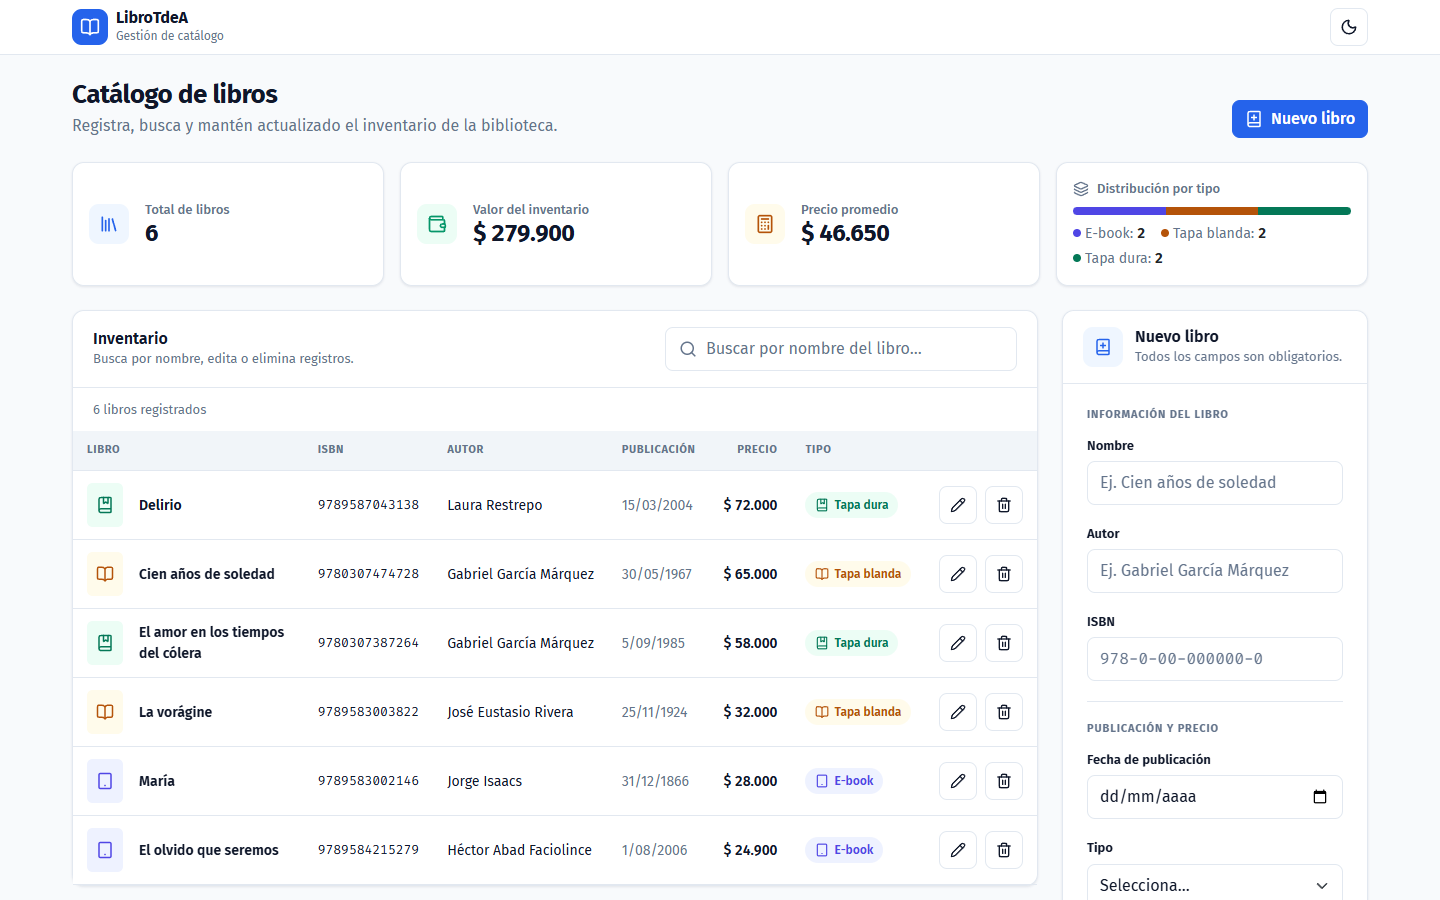 LibroTdeA
Gestión de catálogo
Catálogo de libros
Registra, busca y mantén actualizado el inventario de la biblioteca.
Nuevo libro
Total de libros
6
Valor del inventario
$ 279.900
Precio promedio
$ 46.650
Distribución por tipo
E-book: 2 Tapa blanda: 2
Tapa dura: 2
Inventario
Busca por nombre, edita o elimina registros.
Buscar por nombre del libro...
6 libros registrados
LIBRO ISBN AUTOR PUBLICACIÓN PRECIO TIPO
Delirio 9789587043138 Laura Restrepo 15/03/2004 $ 72.000 Tapa dura
Cien años de soledad 9780307474728 Gabriel García Márquez 30/05/1967 $ 65.000 Tapa blanda
El amor en los tiempos
del cólera 9780307387264 Gabriel García Márquez 5/09/1985 $ 58.000 Tapa dura
La vorágine 9789583003822 José Eustasio Rivera 25/11/1924 $ 32.000 Tapa blanda
María 9789583002146 Jorge Isaacs 31/12/1866 $ 28.000 E-book
El olvido que seremos 9789584215279 Héctor Abad Faciolince 1/08/2006 $ 24.900 E-book
Nuevo libro
Todos los campos son obligatorios.
INFORMACIÓN DEL LIBRO
Nombre
Ej. Cien años de soledad
Autor
Ej. Gabriel García Márquez
ISBN
978-0-00-000000-0
PUBLICACIÓN Y PRECIO
Fecha de publicación
dd/mm/aaaa
Tipo
Selecciona...